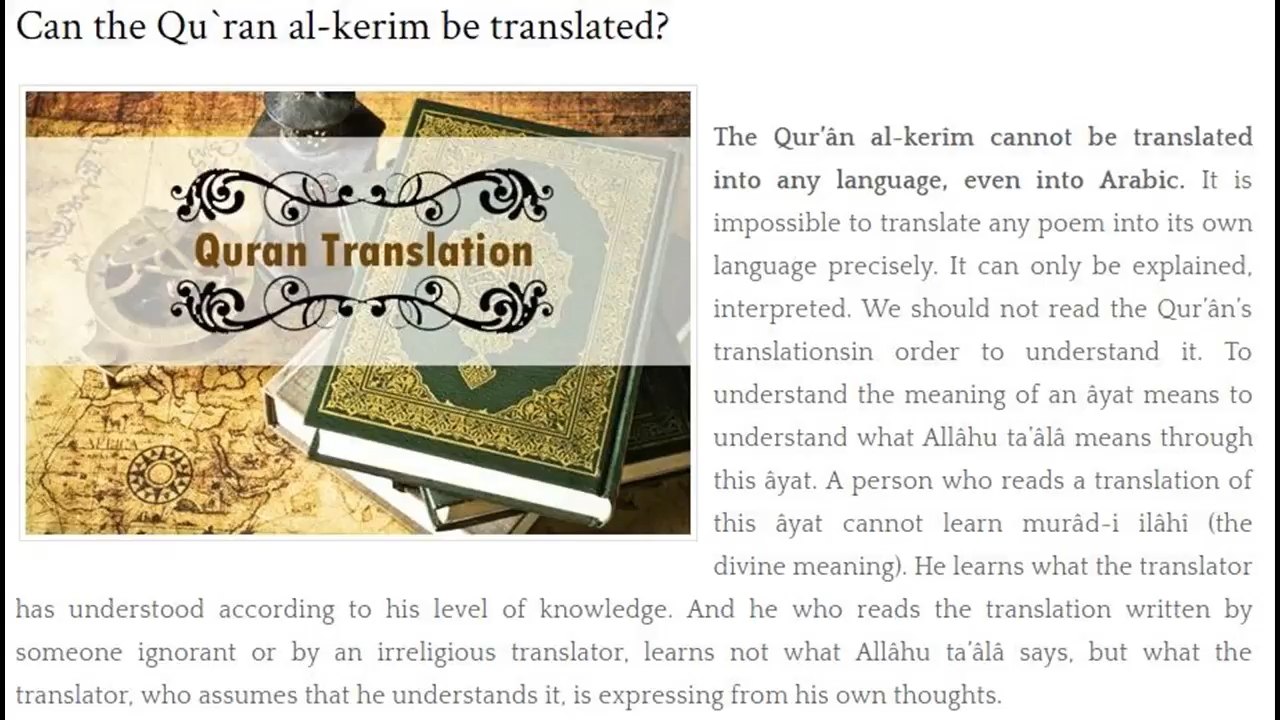 Can the Qu`ran al-kerim be translated?
Quran Translation
AFRICA
The Qur’ân al-kerîm cannot be translated
into any language, even into Arabic. It is
impossible to translate any poem into its own
language precisely. It can only be explained,
interpreted. We should not read the Qur’ân’s
translationsin order to understand it. To
understand the meaning of an âyat means to
understand what Allâhu ta’âlâ means through
this âyat. A person who reads a translation of
this âyat cannot learn murâd-i ilâhî (the
divine meaning). He learns what the translator
has understood according to his level of knowledge. And he who reads the translation written by
someone ignorant or by an irreligious translator, learns not what Allâhu ta’âlâ says, but what the
translator, who assumes that he understands it, is expressing from his own thoughts.